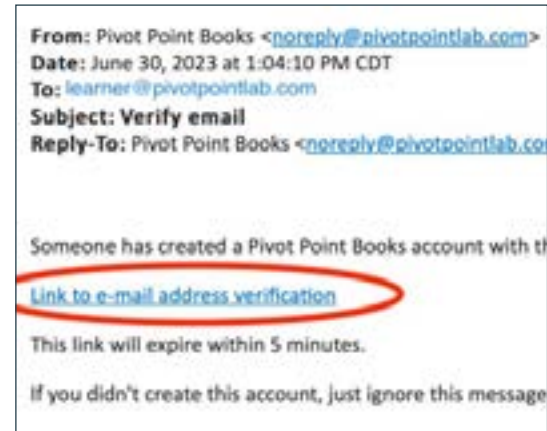 From: Pivot Point Books <noreply@pivotpointlab.com>
Date: June 30, 2023 at 1:04:10 PM CDT
To: learner@pivotpointlab.com
Subject: Verify email
Reply-To: Pivot Point Books <noreply@pivotpointlab.co
Someone has created a Pivot Point Books account with th
Link to e-mail address verification
This link will expire within 5 minutes.
If you didn't create this account, just ignore this message